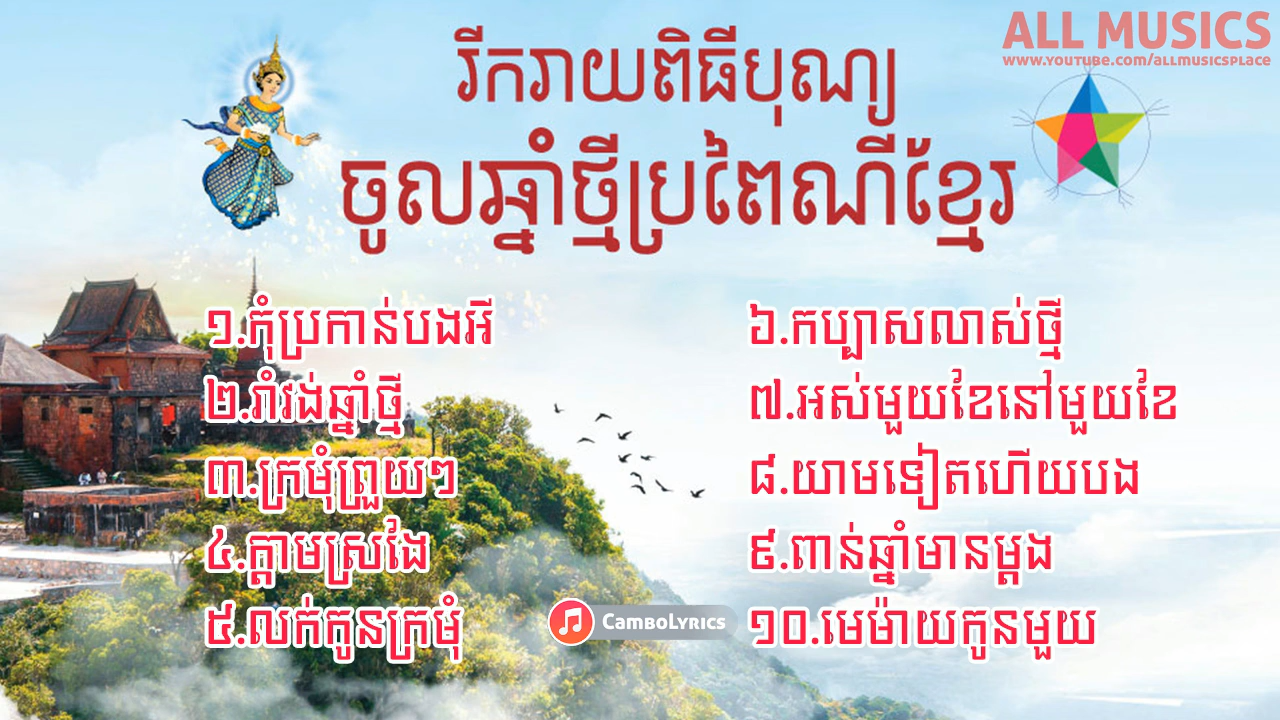 ALL MUSICS
www.youtube.com/allmusicsplace
រីករាយពិធីបុណ្យ
ចូលឆ្នាំថ្មីប្រពៃណីខ្មែរ
១.កុំប្រកាន់បងអី
២.រាំវង់ឆ្នាំថ្មី
៣.ក្រមុំព្រួយៗ
៤.ក្ដាមស្រងែ
៥.លក់កូនក្រមុំ
៦.កប្បាសលាស់ថ្មី
៧.អស់មួយខែនៅមួយខែ
៨.យាមទៀតហើយបង
៩.ពាន់ឆ្នាំមានម្ដង
១០.មេម៉ាយកូនមួយ
CamboLyrics